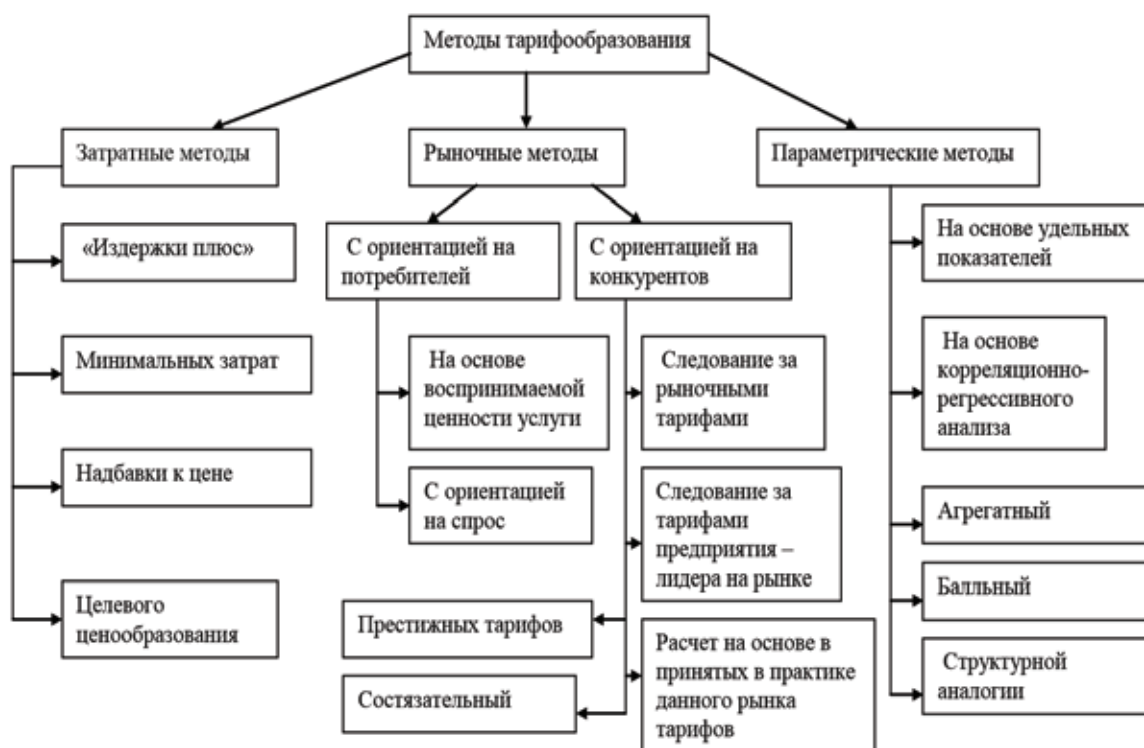 Методы тарифообразования
Затратные методы
Рыночные методы
Параметрические методы
«Издержки плюс»
Минимальных затрат
Надбавки к цене
Целевого
ценообразования
С ориентацией на
потребителей
На основе
воспринимаемой
ценности услуги
С ориентацией
на спрос
С ориентацией на
конкурентов
Следование за
рыночными
тарифами
Следование за
тарифами
предприятия –
лидера на рынке
Престижных тарифов
Расчет на основе в
принятых в практике
данного рынка
тарифов
Состязательный
На основе удельных
показателей
На основе
корреляционно-
регрессивного
анализа
Агрегатный
Балльный
Структурной
аналогии